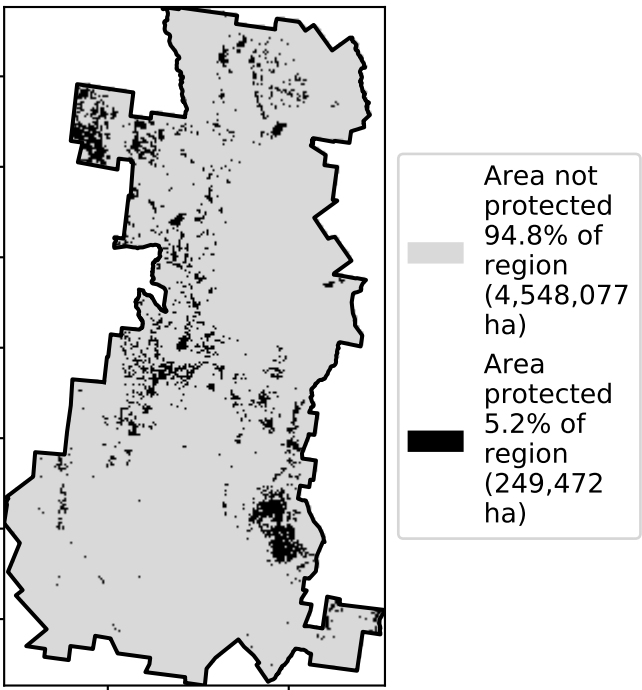 Area not
protected
94.8% of
region
(4,548,077
ha)
Area
protected
5.2% of
region
(249,472
ha)